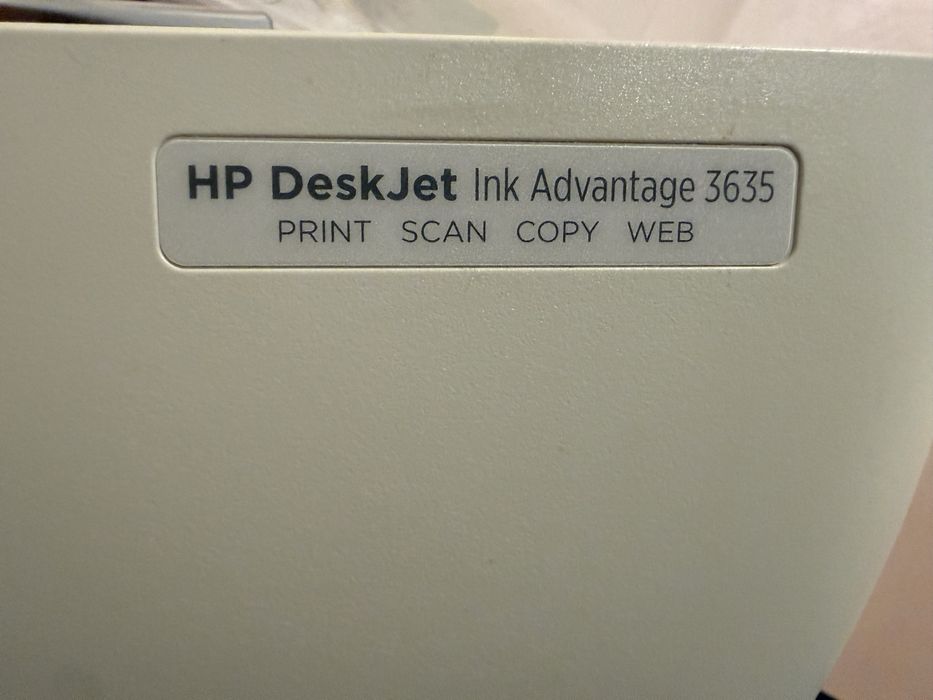 HP DeskJet Ink Advantage 3635
PRINT SCAN COPY WEB